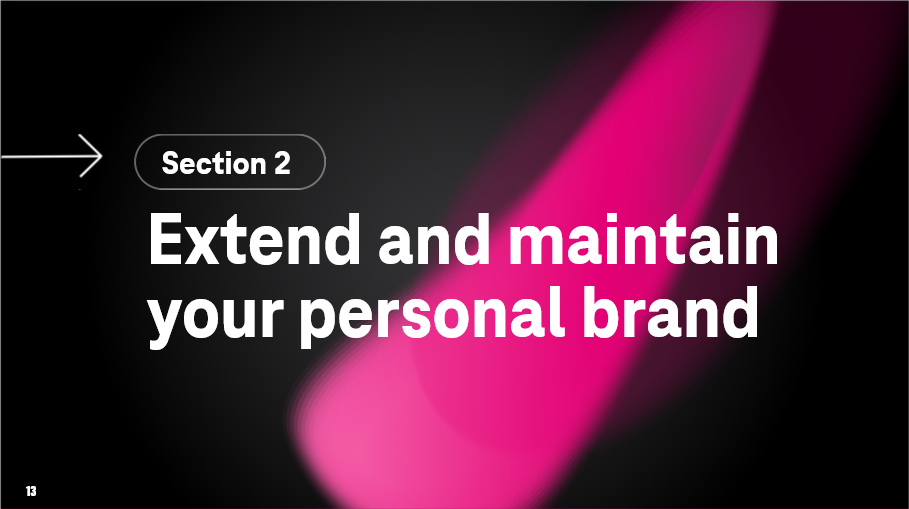 Section 2
Extend and maintain
your personal brand
13